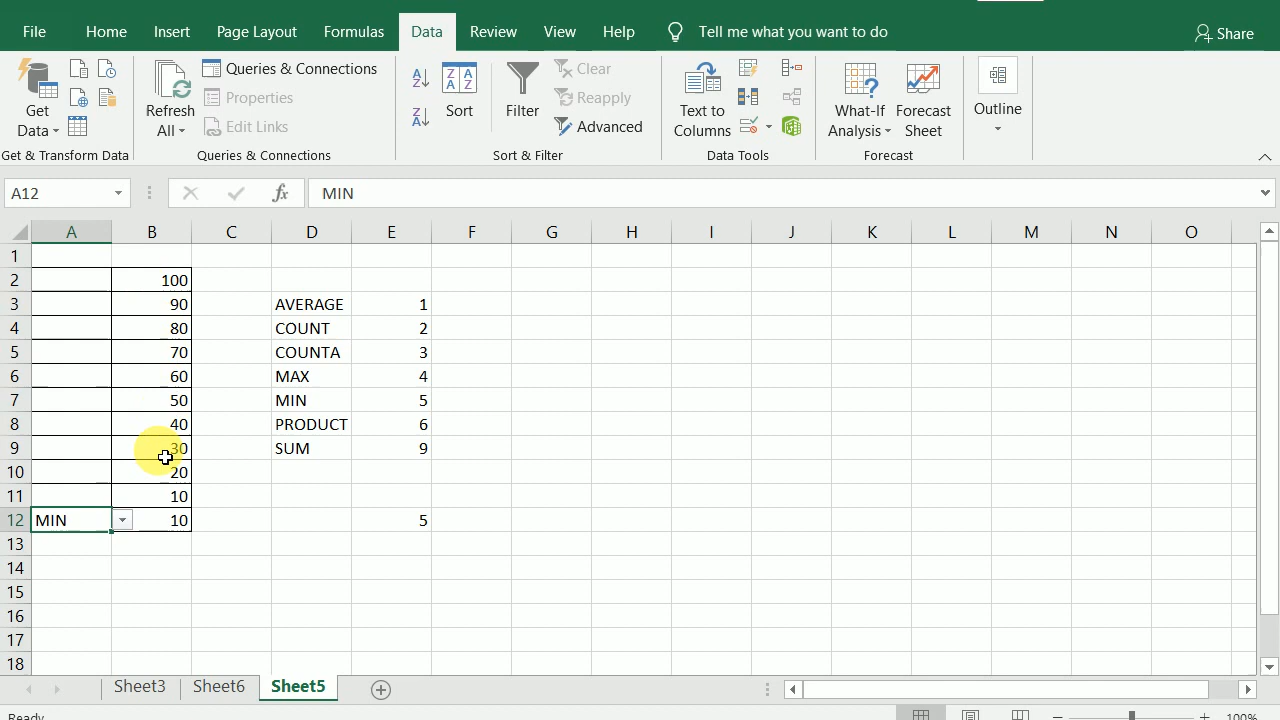 File Home Insert Page Layout Formulas Data Review View Help Tell me what you want to do Share
Get Data
Refresh All
Queries & Connections
Properties
Edit Links
Sort
Filter
Clear
Reapply
Advanced
Text to Columns
What-If Analysis
Forecast Sheet
Outline
Get & Transform Data Queries & Connections Sort & Filter Data Tools Forecast
A12 fx MIN
A B C D E F G H I J K L M N O
1
2 100
3 90 AVERAGE 1
4 80 COUNT 2
5 70 COUNTA 3
6 60 MAX 4
7 50 MIN 5
8 40 PRODUCT 6
9 30 SUM 9
10 20
11 10
12 MIN 10 5
13
14
15
16
17
18
Sheet3 Sheet6 Sheet5
Ready 100%